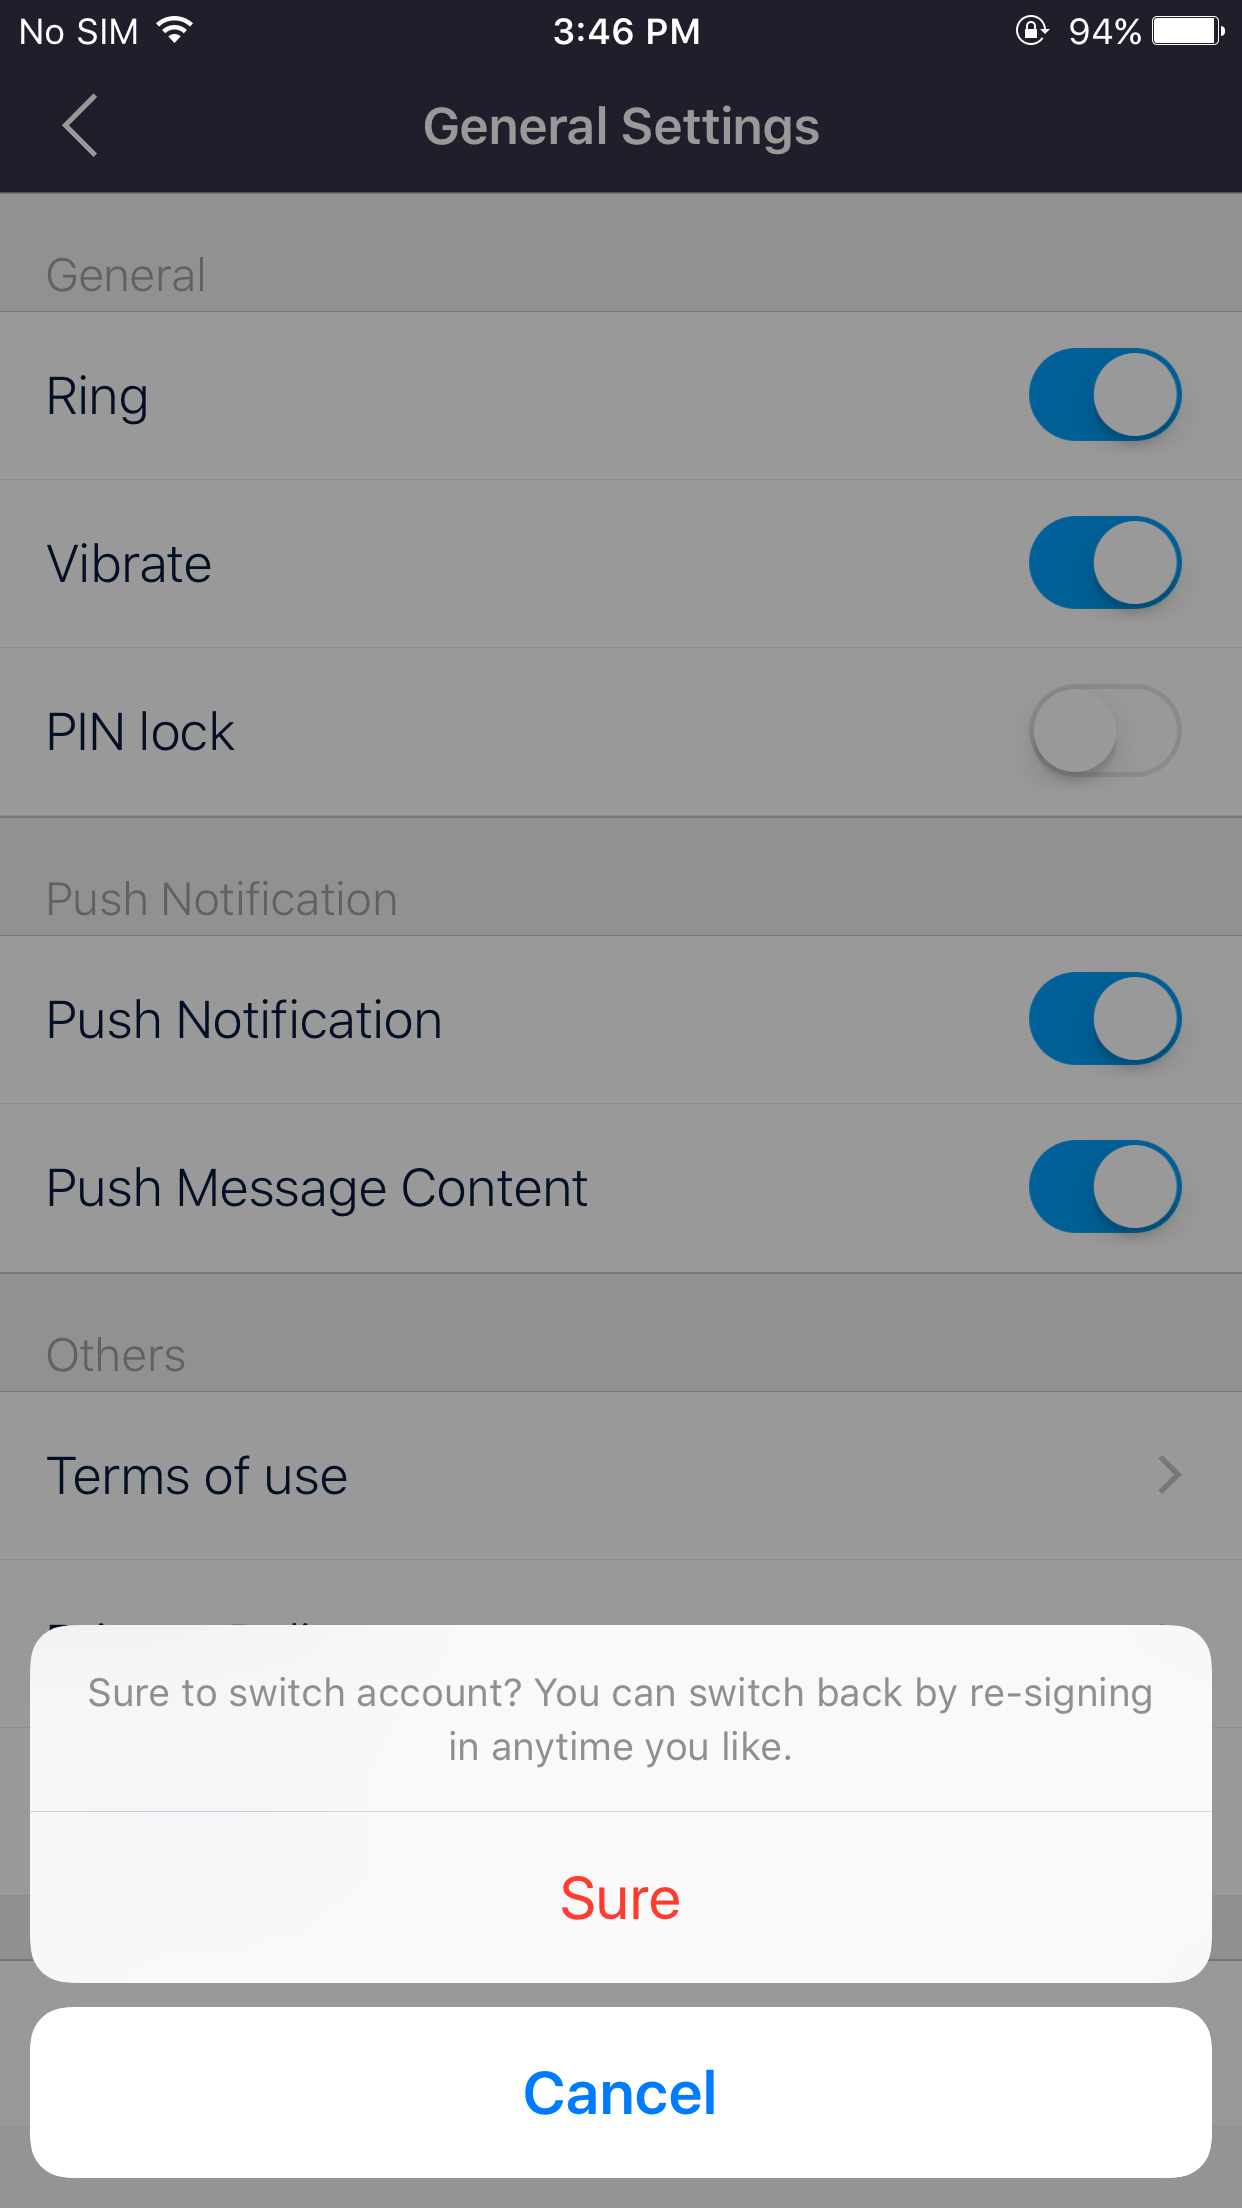 No SIM 3:46 PM 94%
General Settings
General
Ring
Vibrate
PIN lock
Push Notification
Push Notification
Push Message Content
Others
Terms of use
Sure to switch account? You can switch back by re-signing
in anytime you like.
Sure
Cancel